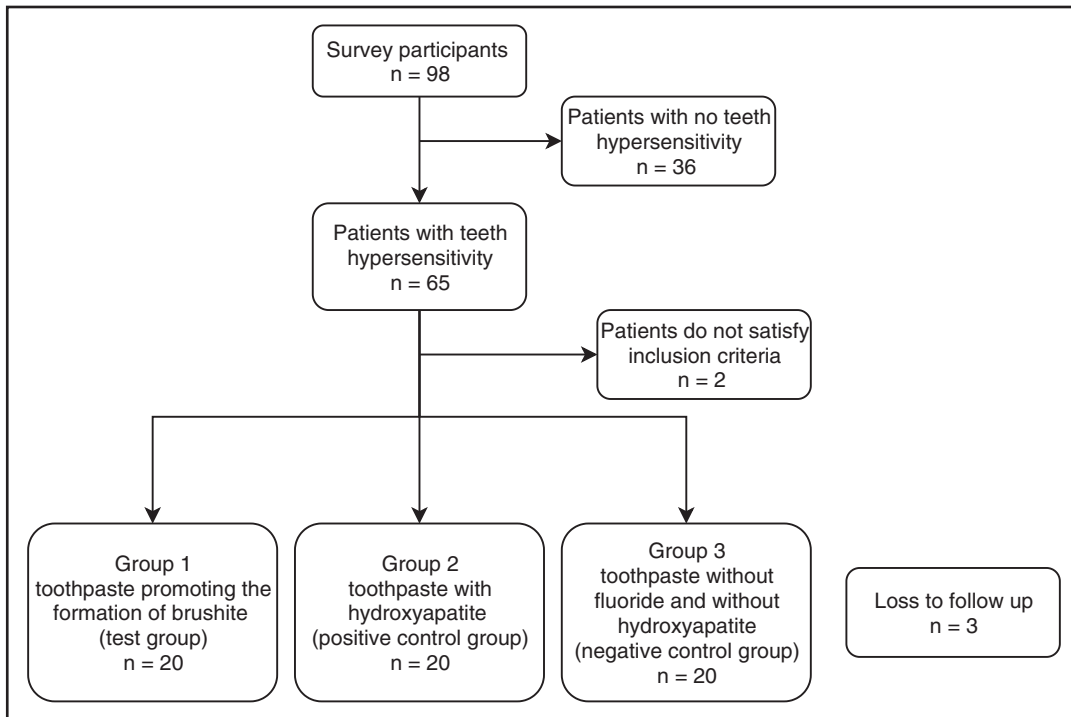 Survey participants
n = 98
Patients with no teeth
hypersensitivity
n = 36
Patients with teeth
hypersensitivity
n = 65
Patients do not satisfy
inclusion criteria
n = 2
Group 1
toothpaste promoting the
formation of brushite
(test group)
n = 20
Group 2
toothpaste with
hydroxyapatite
(positive control group)
n = 20
Group 3
toothpaste without
fluoride and without
hydroxyapatite
(negative control group)
n = 20
Loss to follow up
n = 3